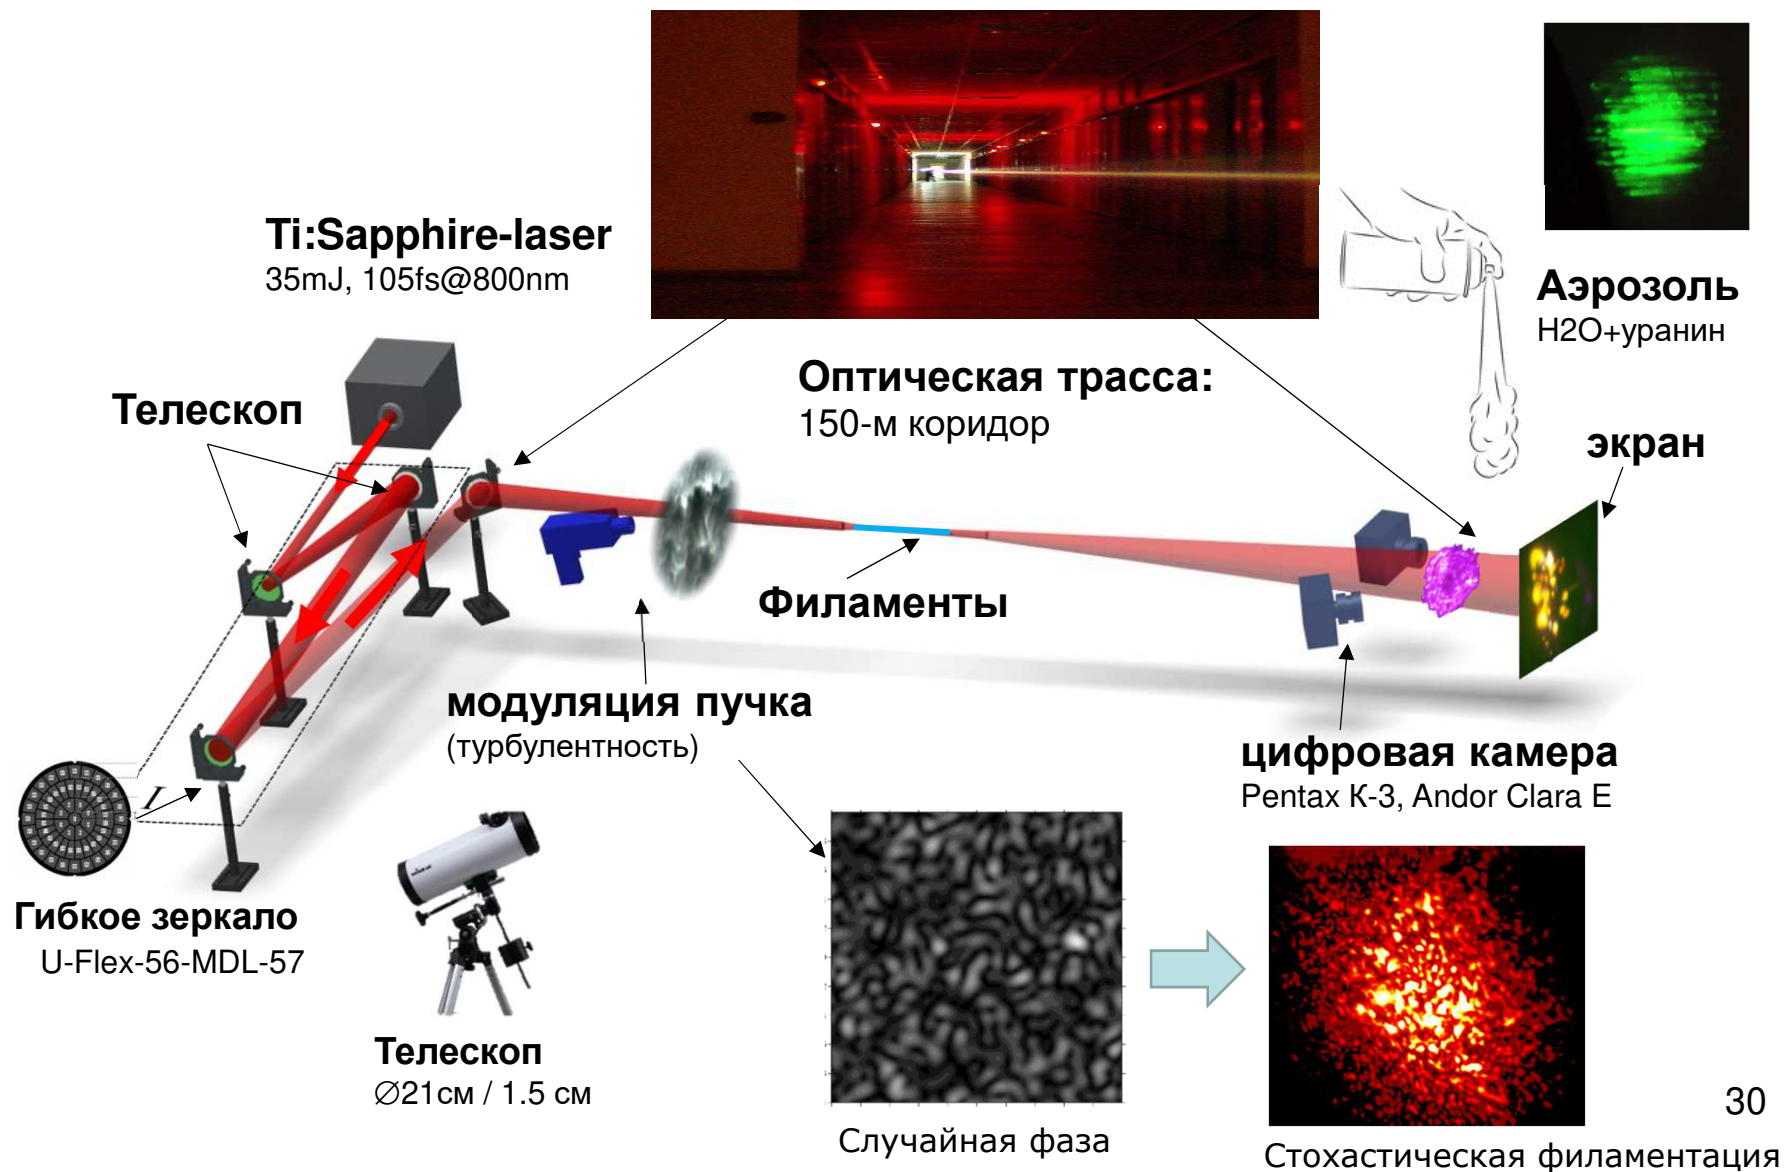 Ti:Sapphire-laser
35mJ, 105fs@800nm
Аэрозоль
H2O+уранин
Оптическая трасса:
150-м коридор
Телескоп
экран
Филаменты
модуляция пучка
(турбулентность)
цифровая камера
Pentax К-3, Andor Clara E
I
Гибкое зеркало
U-Flex-56-MDL-57
Телескоп
∅21см / 1.5 см
Случайная фаза
Стохастическая филаментация
30